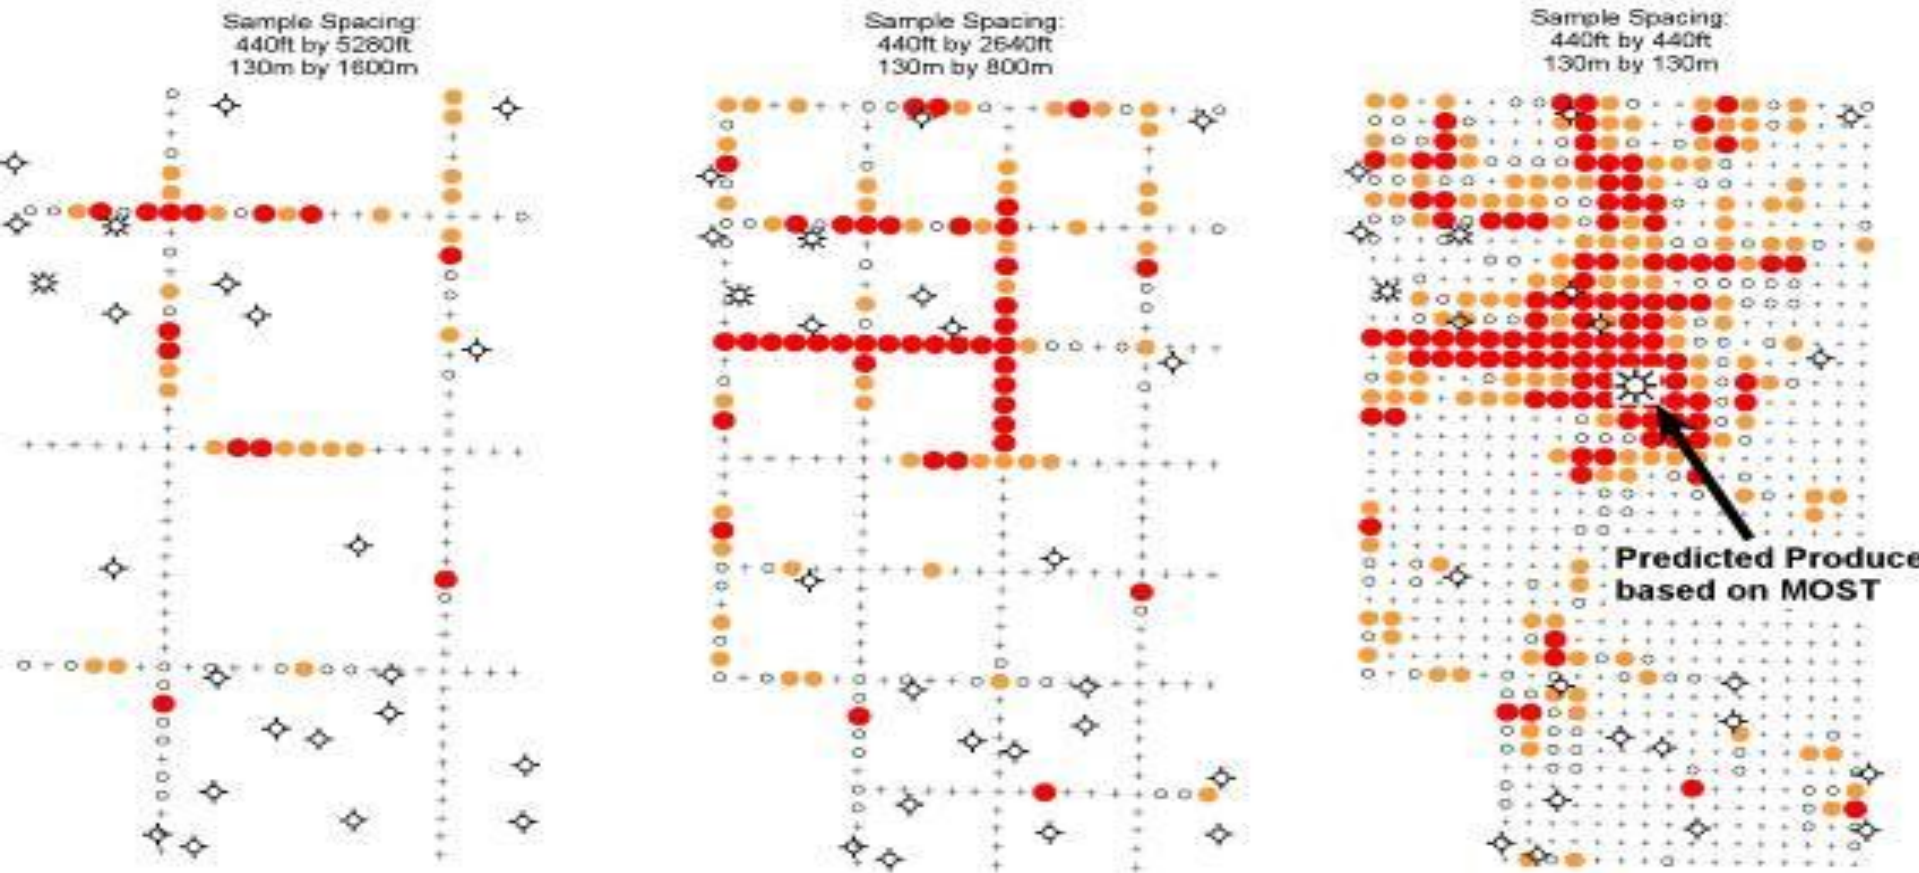 Sample Spacing:
440ft by 5280ft
130m by 1600m
Sample Spacing:
440ft by 2640ft
130m by 800m
Sample Spacing:
440ft by 440ft
130m by 130m
Predicted Produce
based on MOST